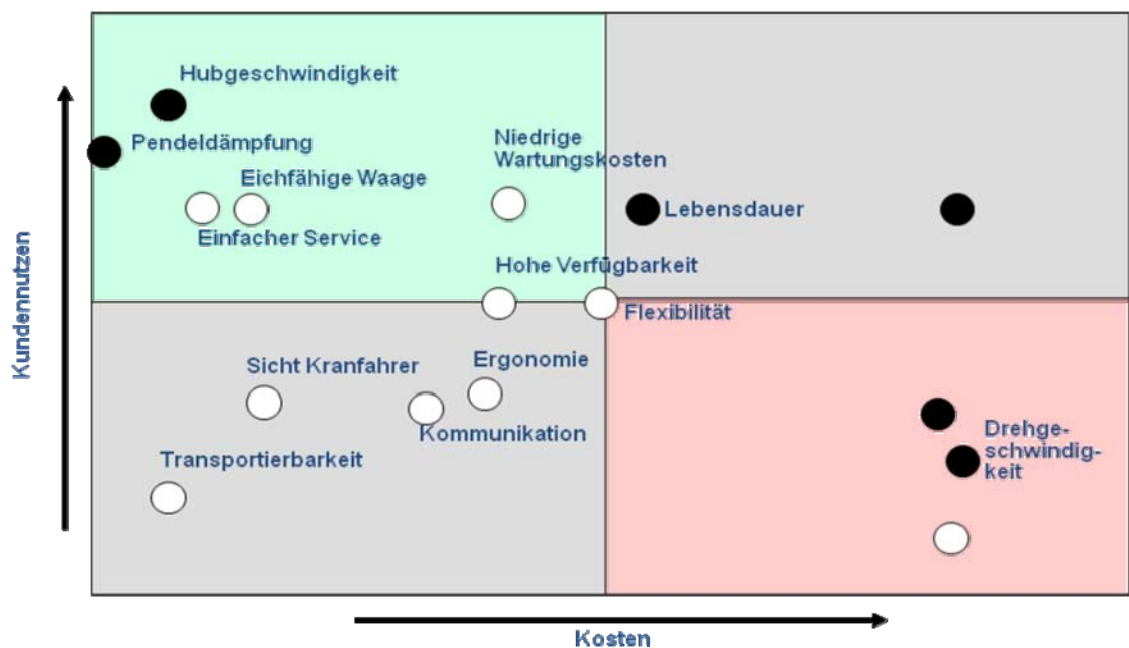 Hubgeschwindigkeit
Pendeldämpfung
Niedrige
Wartungskosten
Eichfähige Waage
Lebensdauer
Einfacher Service
Hohe Verfügbarkeit
Flexibilität
Kundennutzen
Sicht Kranfahrer
Ergonomie
Kommunikation
Drehge-
schwindig-
keit
Transportierbarkeit
Kosten